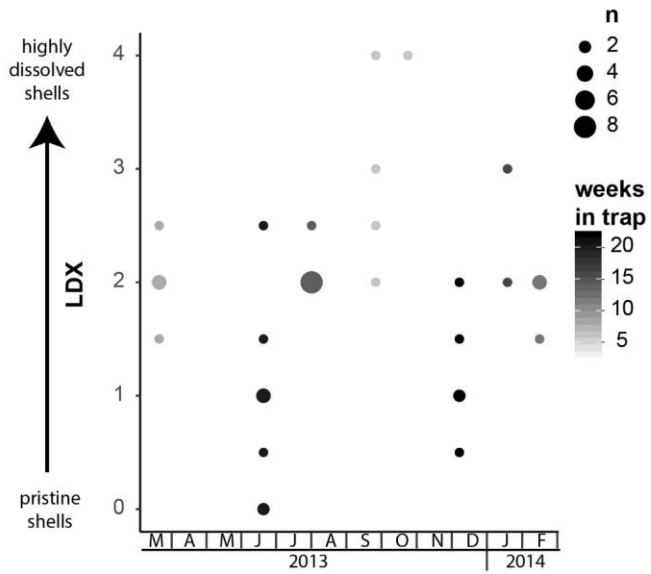 highly
dissolved
shells
LDX
pristine
shells
4
3
2
1
0
M A M J J A S O N D J F
2013 2014
n
2
4
6
8
weeks
in trap
20
15
10
5